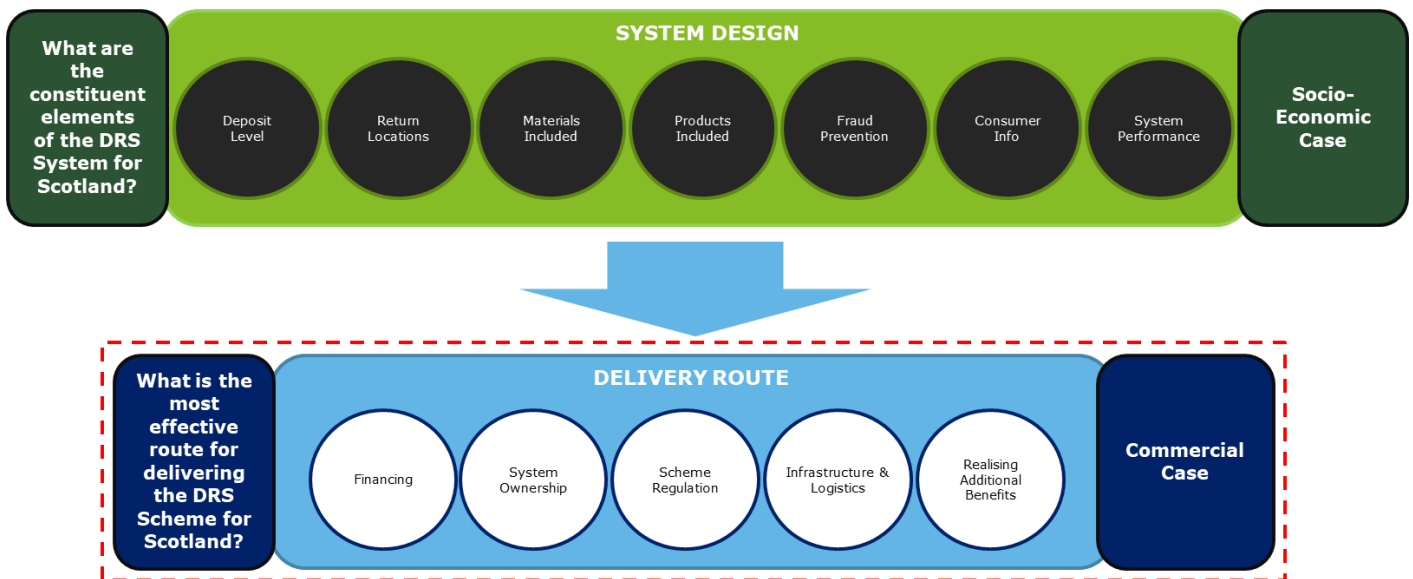 What are
the
constituent
elements
of the DRS
System for
Scotland?
SYSTEM DESIGN
Deposit
Level
Return
Locations
Materials
Included
Products
Included
Fraud
Prevention
Consumer
Info
System
Performance
Socio-
Economic
Case
What is the
most
effective
route for
delivering
the DRS
Scheme for
Scotland?
DELIVERY ROUTE
Financing
System
Ownership
Scheme
Regulation
Infrastructure &
Logistics
Realising
Additional
Benefits
Commercial
Case